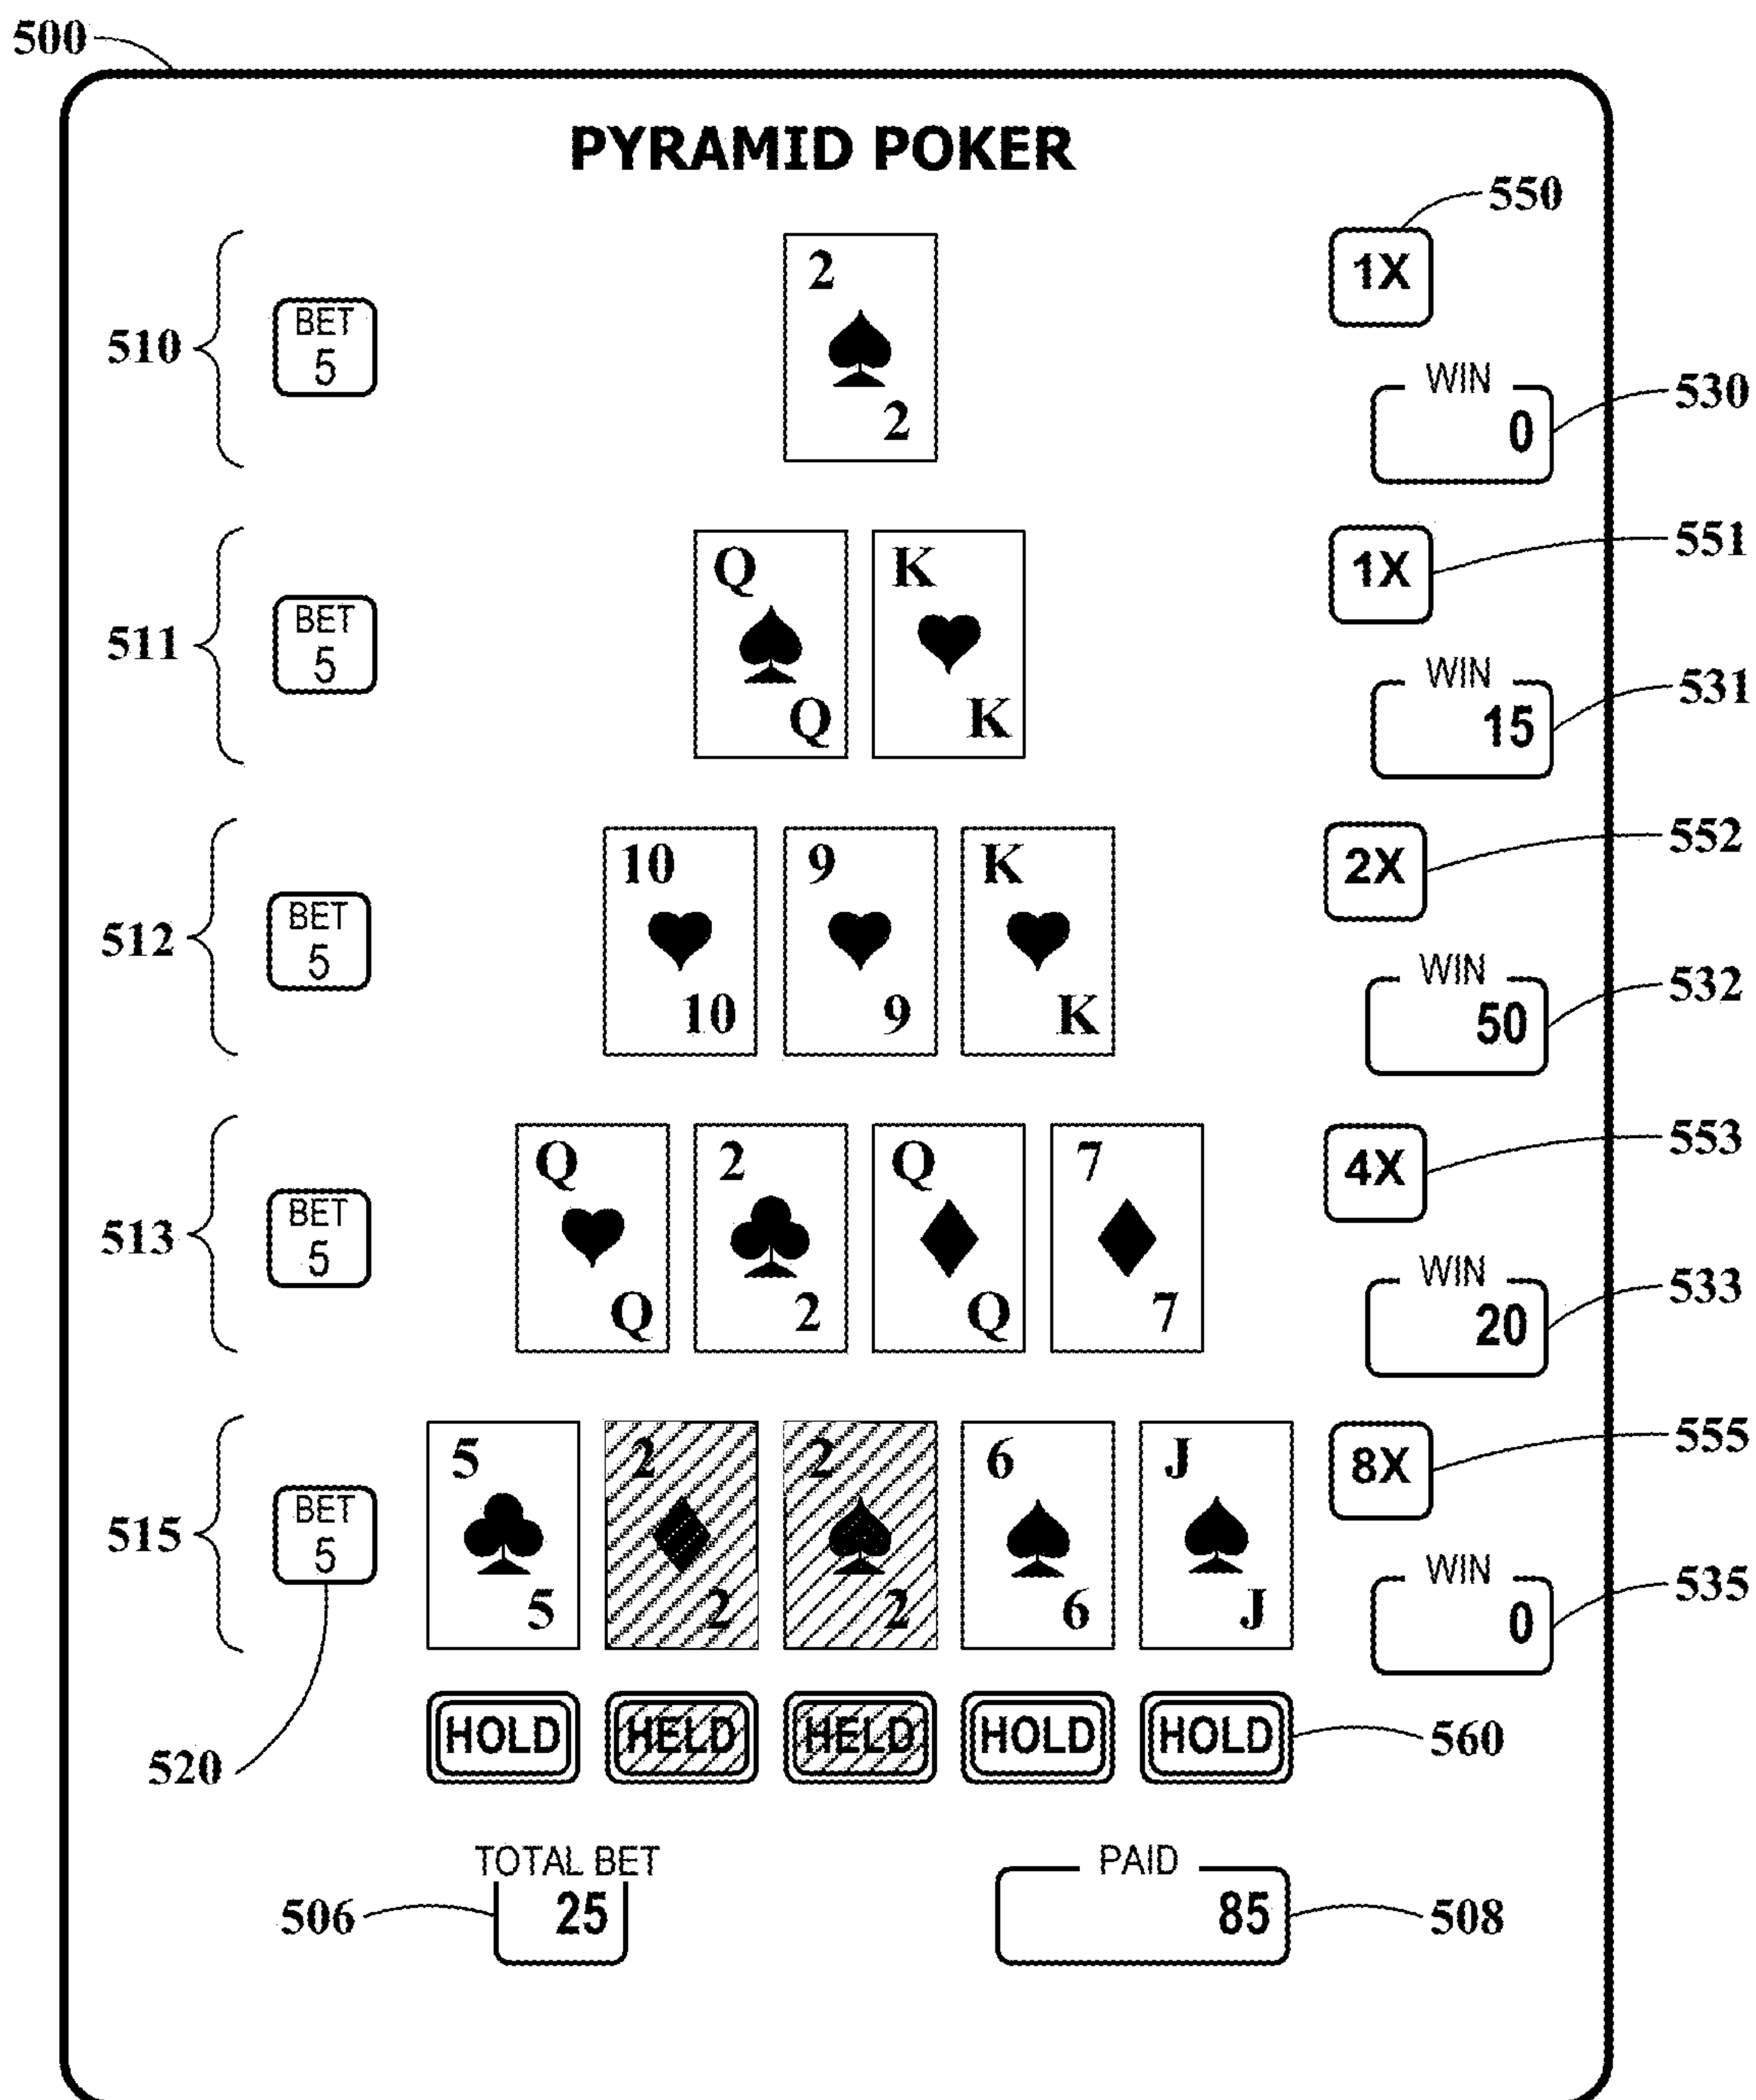 500
PYRAMID POKER
550
2
1X
BET
5
510
2
WIN
0
530
551
Q
K
1X
BET
5
511
Q
K
WIN
15
531
552
10
9
K
2X
BET
5
512
10
9
K
WIN
50
532
553
Q
2
Q
7
4X
BET
5
513
Q
2
Q
7
WIN
20
533
555
5
2
2
6
J
8X
BET
5
515
5
2
2
6
J
WIN
0
535
HOLD
HELD
HELD
HOLD
HOLD
560
520
TOTAL BET
25
506
PAID
85
508